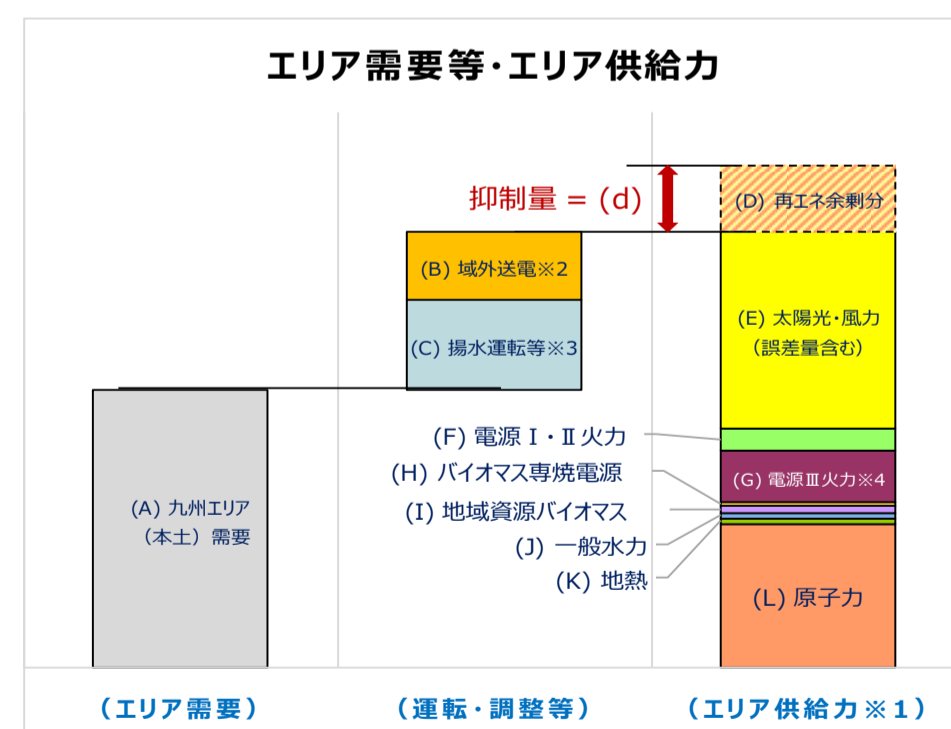 エリア需要等・エリア供給力
抑制量 = (d)
(D) 再エネ余剰分
(B) 域外送電※2
(C) 揚水運転等※3
(E) 太陽光・風力
（誤差量含む）
(F) 電源Ⅰ・Ⅱ火力
(H) バイオマス専焼電源
(G) 電源Ⅲ火力※4
(A) 九州エリア
（本土）需要
(I) 地域資源バイオマス
(J) 一般水力
(K) 地熱
(L) 原子力
（エリア需要）
（運転・調整等）
（エリア供給力※１）